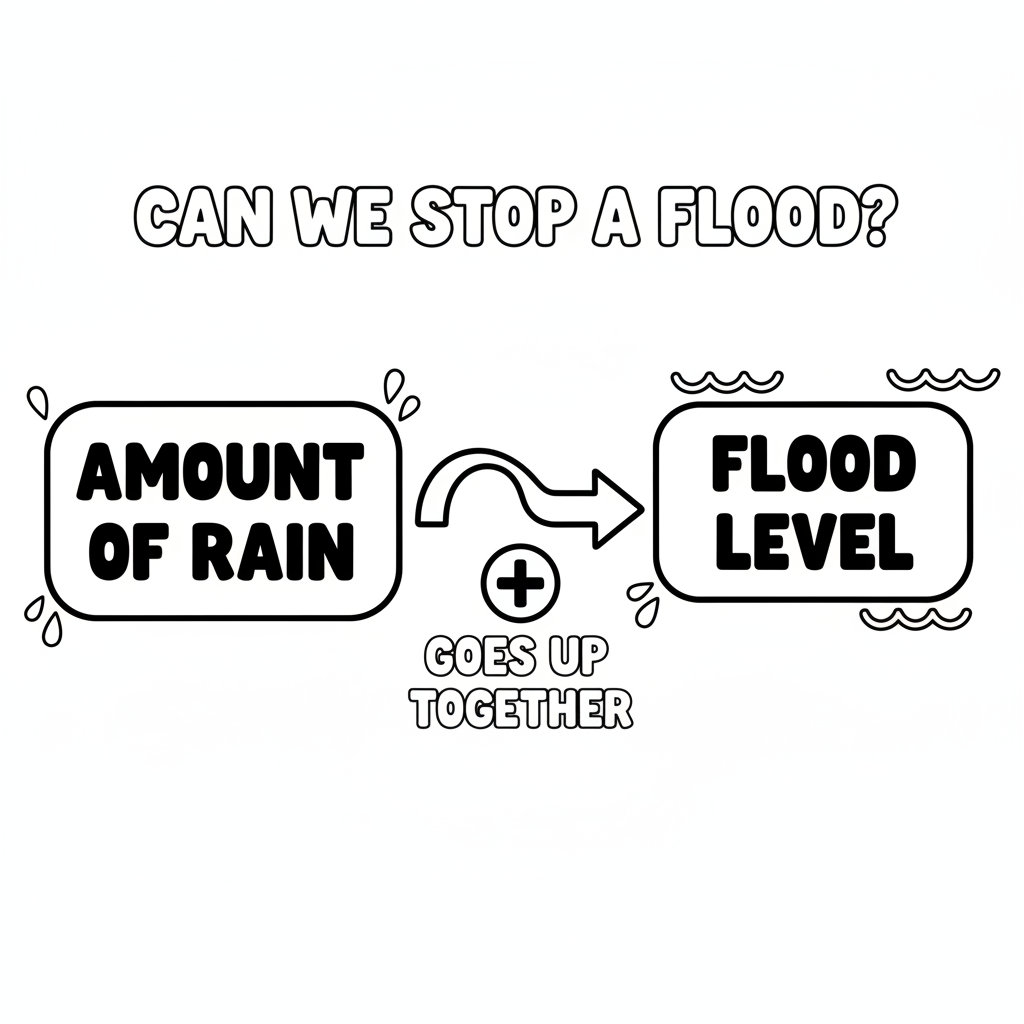 CAN WE STOP A FLOOD?
AMOUNT
OF RAIN
+
GOES UP
TOGETHER
FLOOD
LEVEL